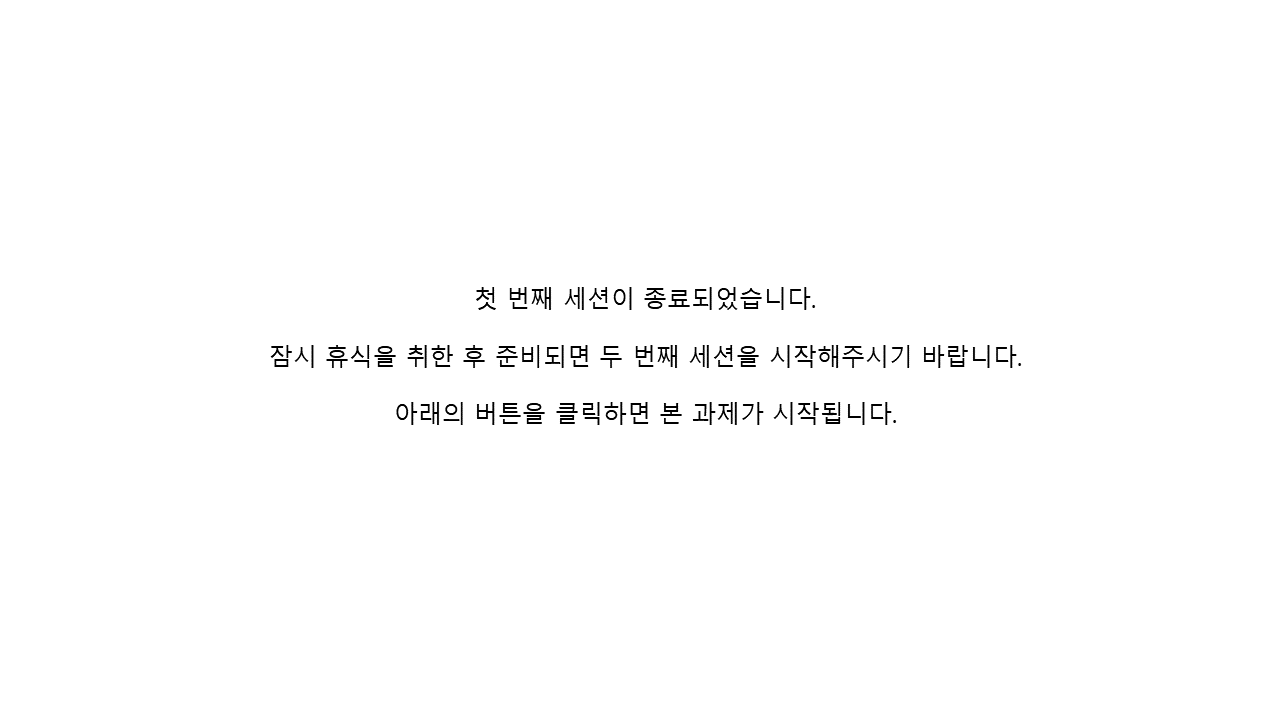 첫 번째 세션이 종료되었습니다.
잠시 휴식을 취한 후 준비되면 두 번째 세션을 시작해주시기 바랍니다.
아래의 버튼을 클릭하면 본 과제가 시작됩니다.